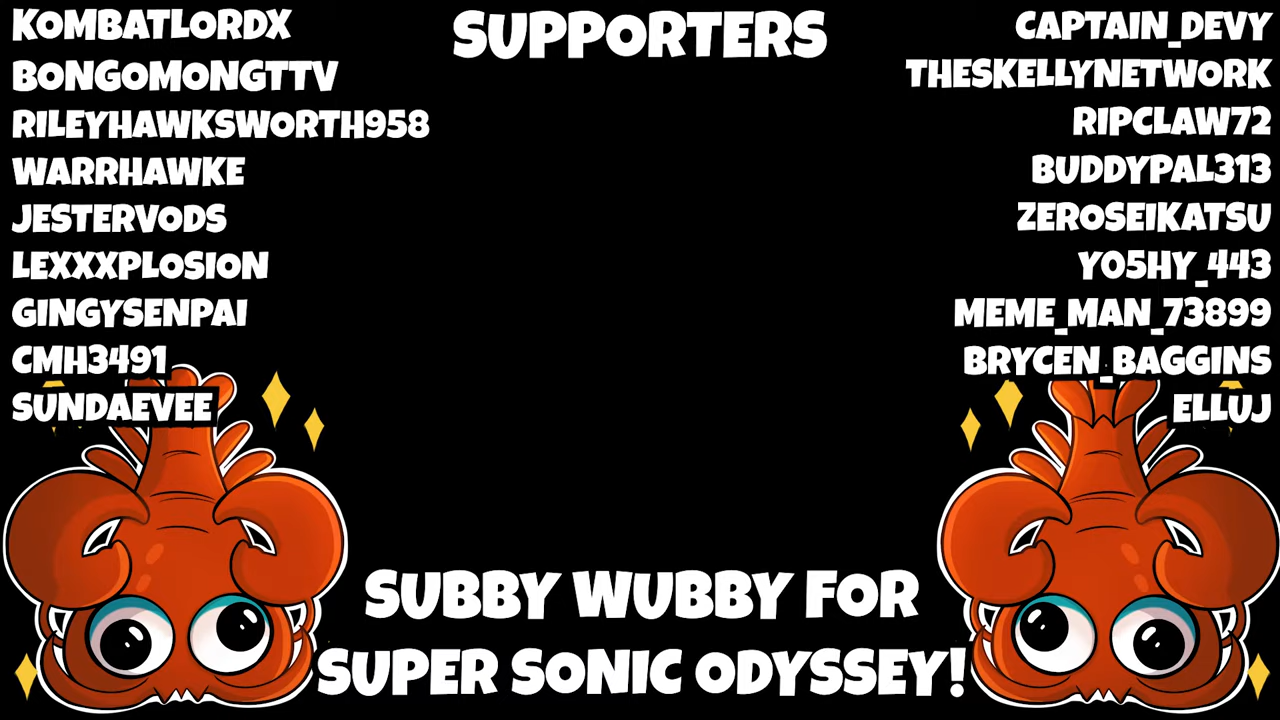 SUPPORTERS
KOMBATLORDX
BONGOMONGTTV
RILEYHAWKSWORTH958
WARRHAWKE
JESTERVODS
LEXXXPLOSION
GINGYSENPAI
CMH3491
SUNDAEVEE
CAPTAIN_DEVY
THESKELLYNETWORK
RIPCLAW72
BUDDYPAL313
ZEROSEIKATSU
YO5HY_443
MEME_MAN_73899
BRYCEN_BAGGINS
ELLUJ
SUBBY WUBBY FOR
SUPER SONIC ODYSSEY!